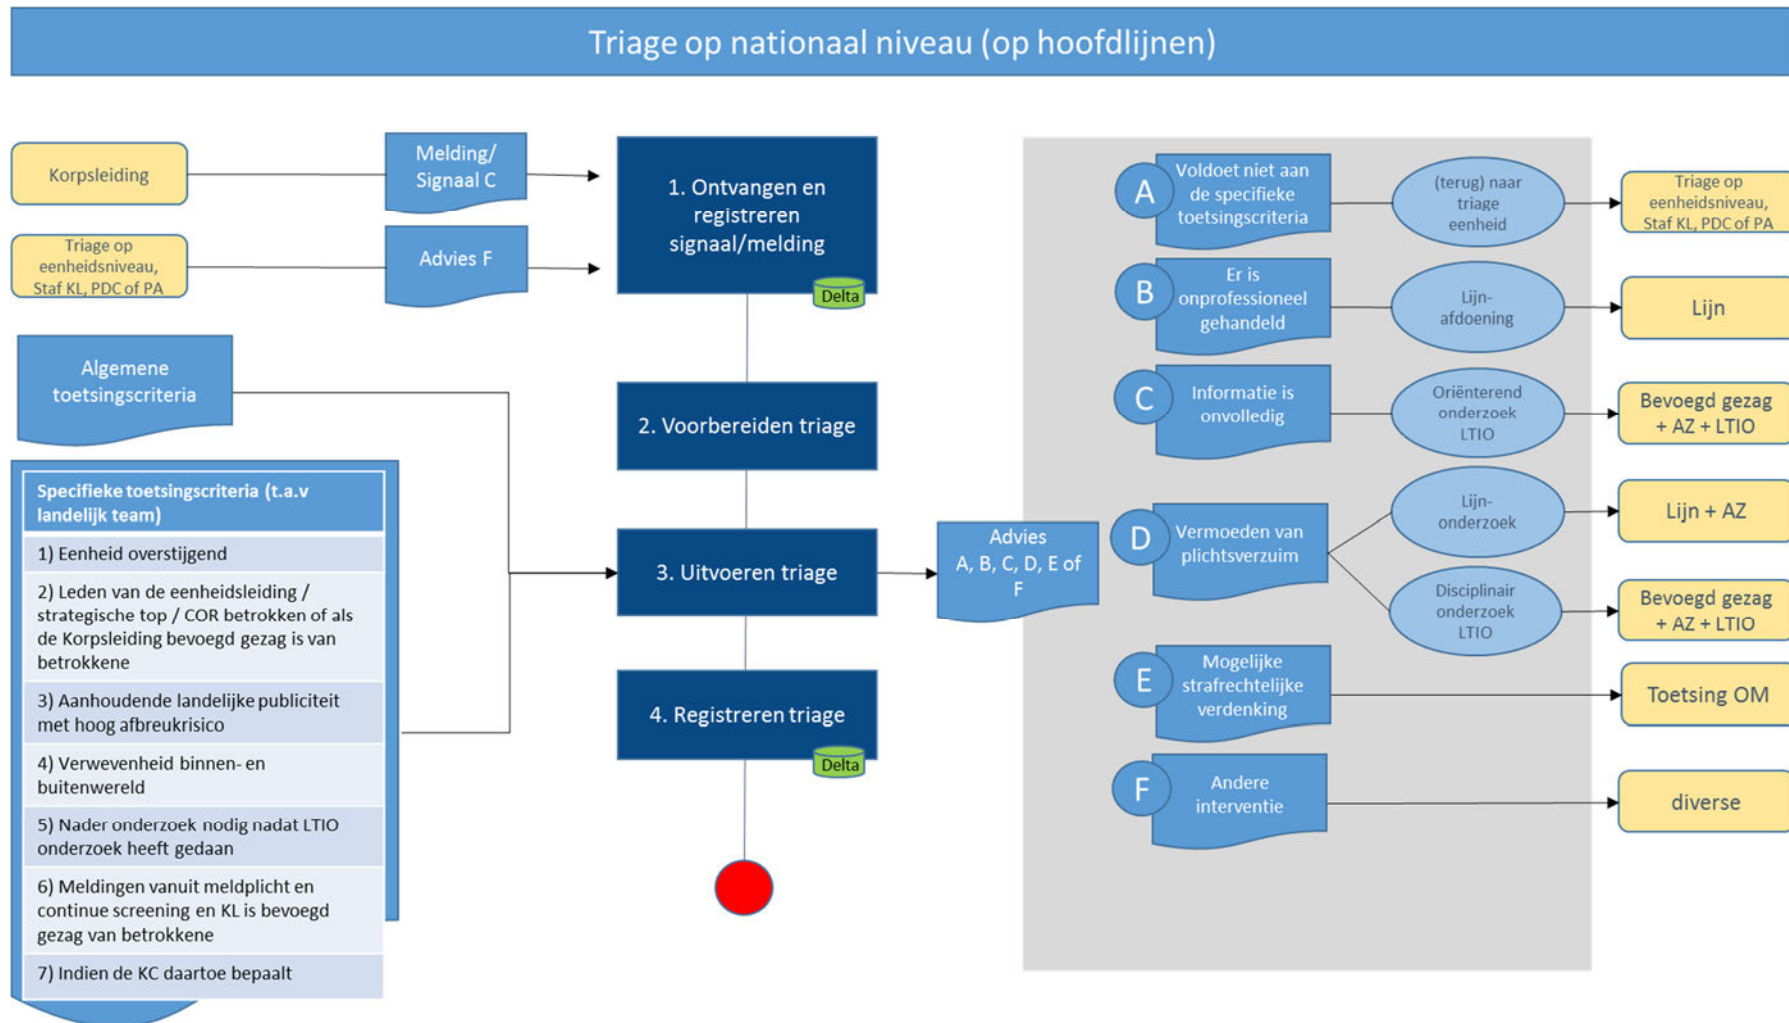 Triage op nationaal niveau (op hoofdlijnen)
Korpsleiding
Melding/
Signaal C
Triage op
eenheidsniveau,
Staf KL, PDC of PA
Advies F
Algemene
toetsingscriteria
Specifieke toetsingscriteria (t.a.v
landelijk team)
1) Eenheid overstijgend
2) Leden van de eenheidsleiding /
strategische top / COR betrokken of als
de Korpsleiding bevoegd gezag is van
betrokkene
3) Aanhoudende landelijke publiciteit
met hoog afbreukrisico
4) Verwevenheid binnen- en
buitenwereld
5) Nader onderzoek nodig nadat LTIO
onderzoek heeft gedaan
6) Meldingen vanuit meldplicht en
continue screening en KL is bevoegd
gezag van betrokkene
7) Indien de KC daartoe bepaalt
1. Ontvangen en
registreren
signaal/melding
Delta
2. Voorbereiden triage
3. Uitvoeren triage
4. Registreren triage
Delta
Advies
A, B, C, D, E of
F
A
Voldoet niet aan
de specifieke
toetsingscriteria
(terug) naar
triage
eenheid
Triage op
eenheidsniveau,
Staf KL, PDC of PA
B
Er is
onprofessioneel
gehandeld
Lijn-
afdoening
Lijn
C
Informatie is
onvolledig
Oriënterend
onderzoek
LTIO
Bevoegd gezag
+ AZ + LTIO
D
Vermoeden van
plichtsverzuim
Lijn-
onderzoek
Lijn + AZ
Disciplinair
onderzoek
LTIO
Bevoegd gezag
+ AZ + LTIO
E
Mogelijke
strafrechtelijke
verdenking
Toetsing OM
F
Andere
interventie
diverse